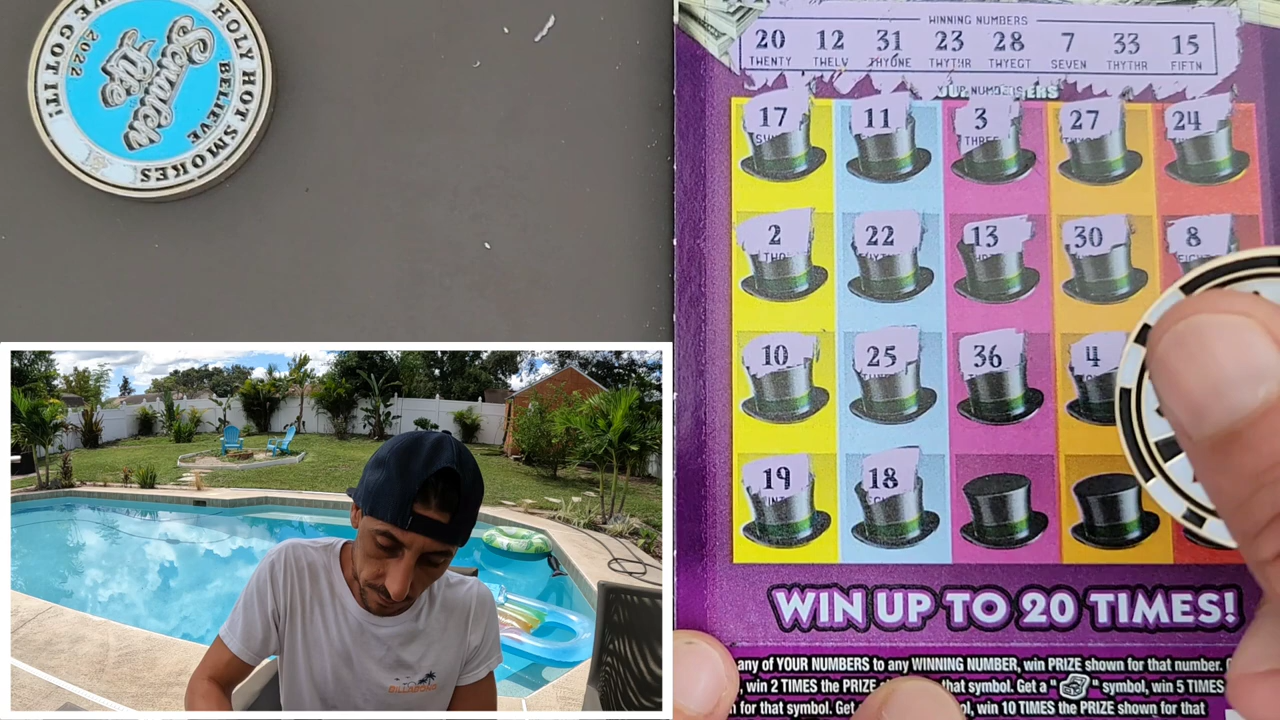 HOLY HOT SMOKES
BELIEVE
WE GOT IT!
Scratch
Life
2022
WINNING NUMBERS
20 12 31 23 28 7 33 15
TWENTY TWELV THYONE TWYTHR TWYEGT SEVEN THYTHR FIFTN
YOUR NUMBERS
17 11 3 27 24
THREE
2 22 13 30 8
TWO
10 25 36 4
19 18
WIN UP TO 20 TIMES!
any of YOUR NUMBERS to any WINNING NUMBER, win PRIZE shown for that number.
, win 2 TIMES the PRIZE that symbol. Get a " " symbol, win 5 TIMES
for that symbol. Get , win 10 TIMES the PRIZE shown for that